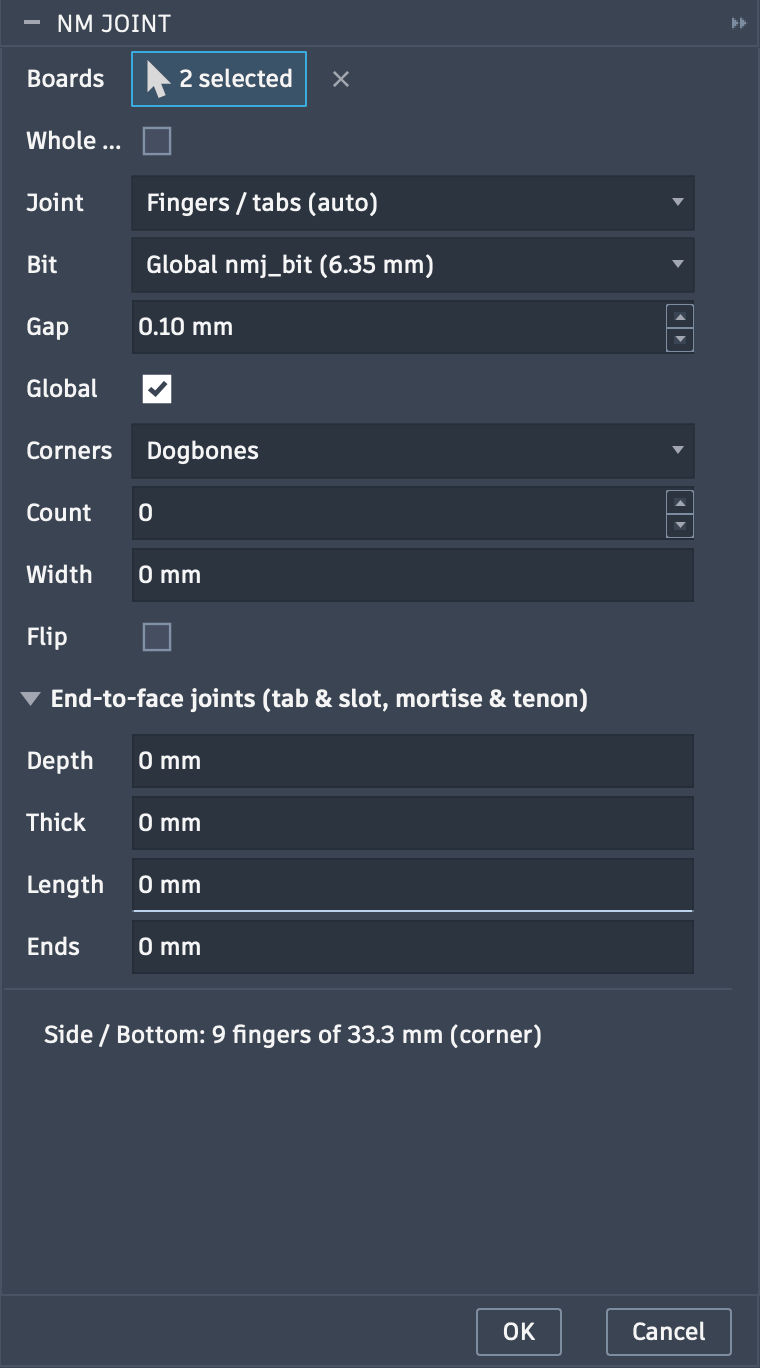 NM JOINT
Boards 2 selected
Whole ...
Joint Fingers / tabs (auto)
Bit Global nmj_bit (6.35 mm)
Gap 0.10 mm
Global
Corners Dogbones
Count 0
Width 0 mm
Flip
End-to-face joints (tab & slot, mortise & tenon)
Depth 0 mm
Thick 0 mm
Length 0 mm
Ends 0 mm
Side / Bottom: 9 fingers of 33.3 mm (corner)
OK Cancel